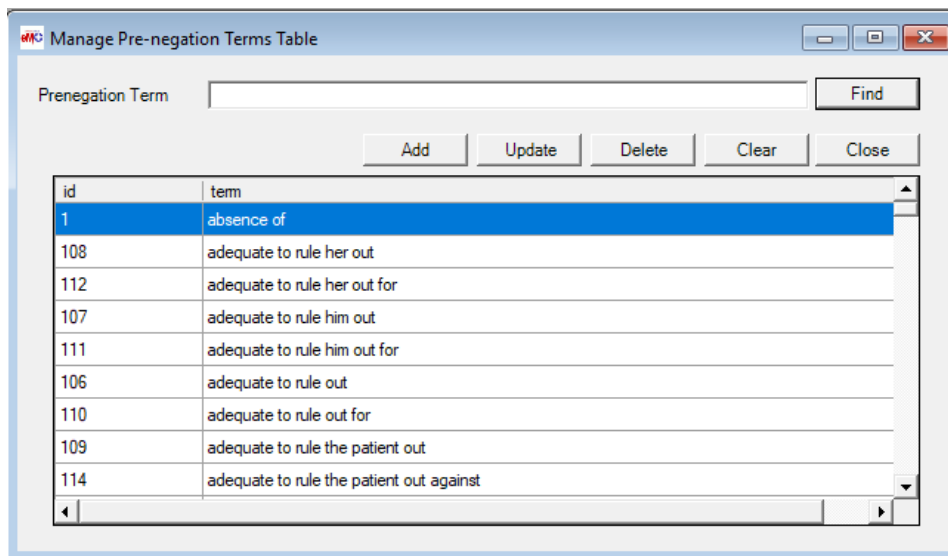 eMC Manage Pre-negation Terms Table
Prenegation Term Find
Add Update Delete Clear Close
id term
1 absence of
108 adequate to rule her out
112 adequate to rule her out for
107 adequate to rule him out
111 adequate to rule him out for
106 adequate to rule out
110 adequate to rule out for
109 adequate to rule the patient out
114 adequate to rule the patient out against